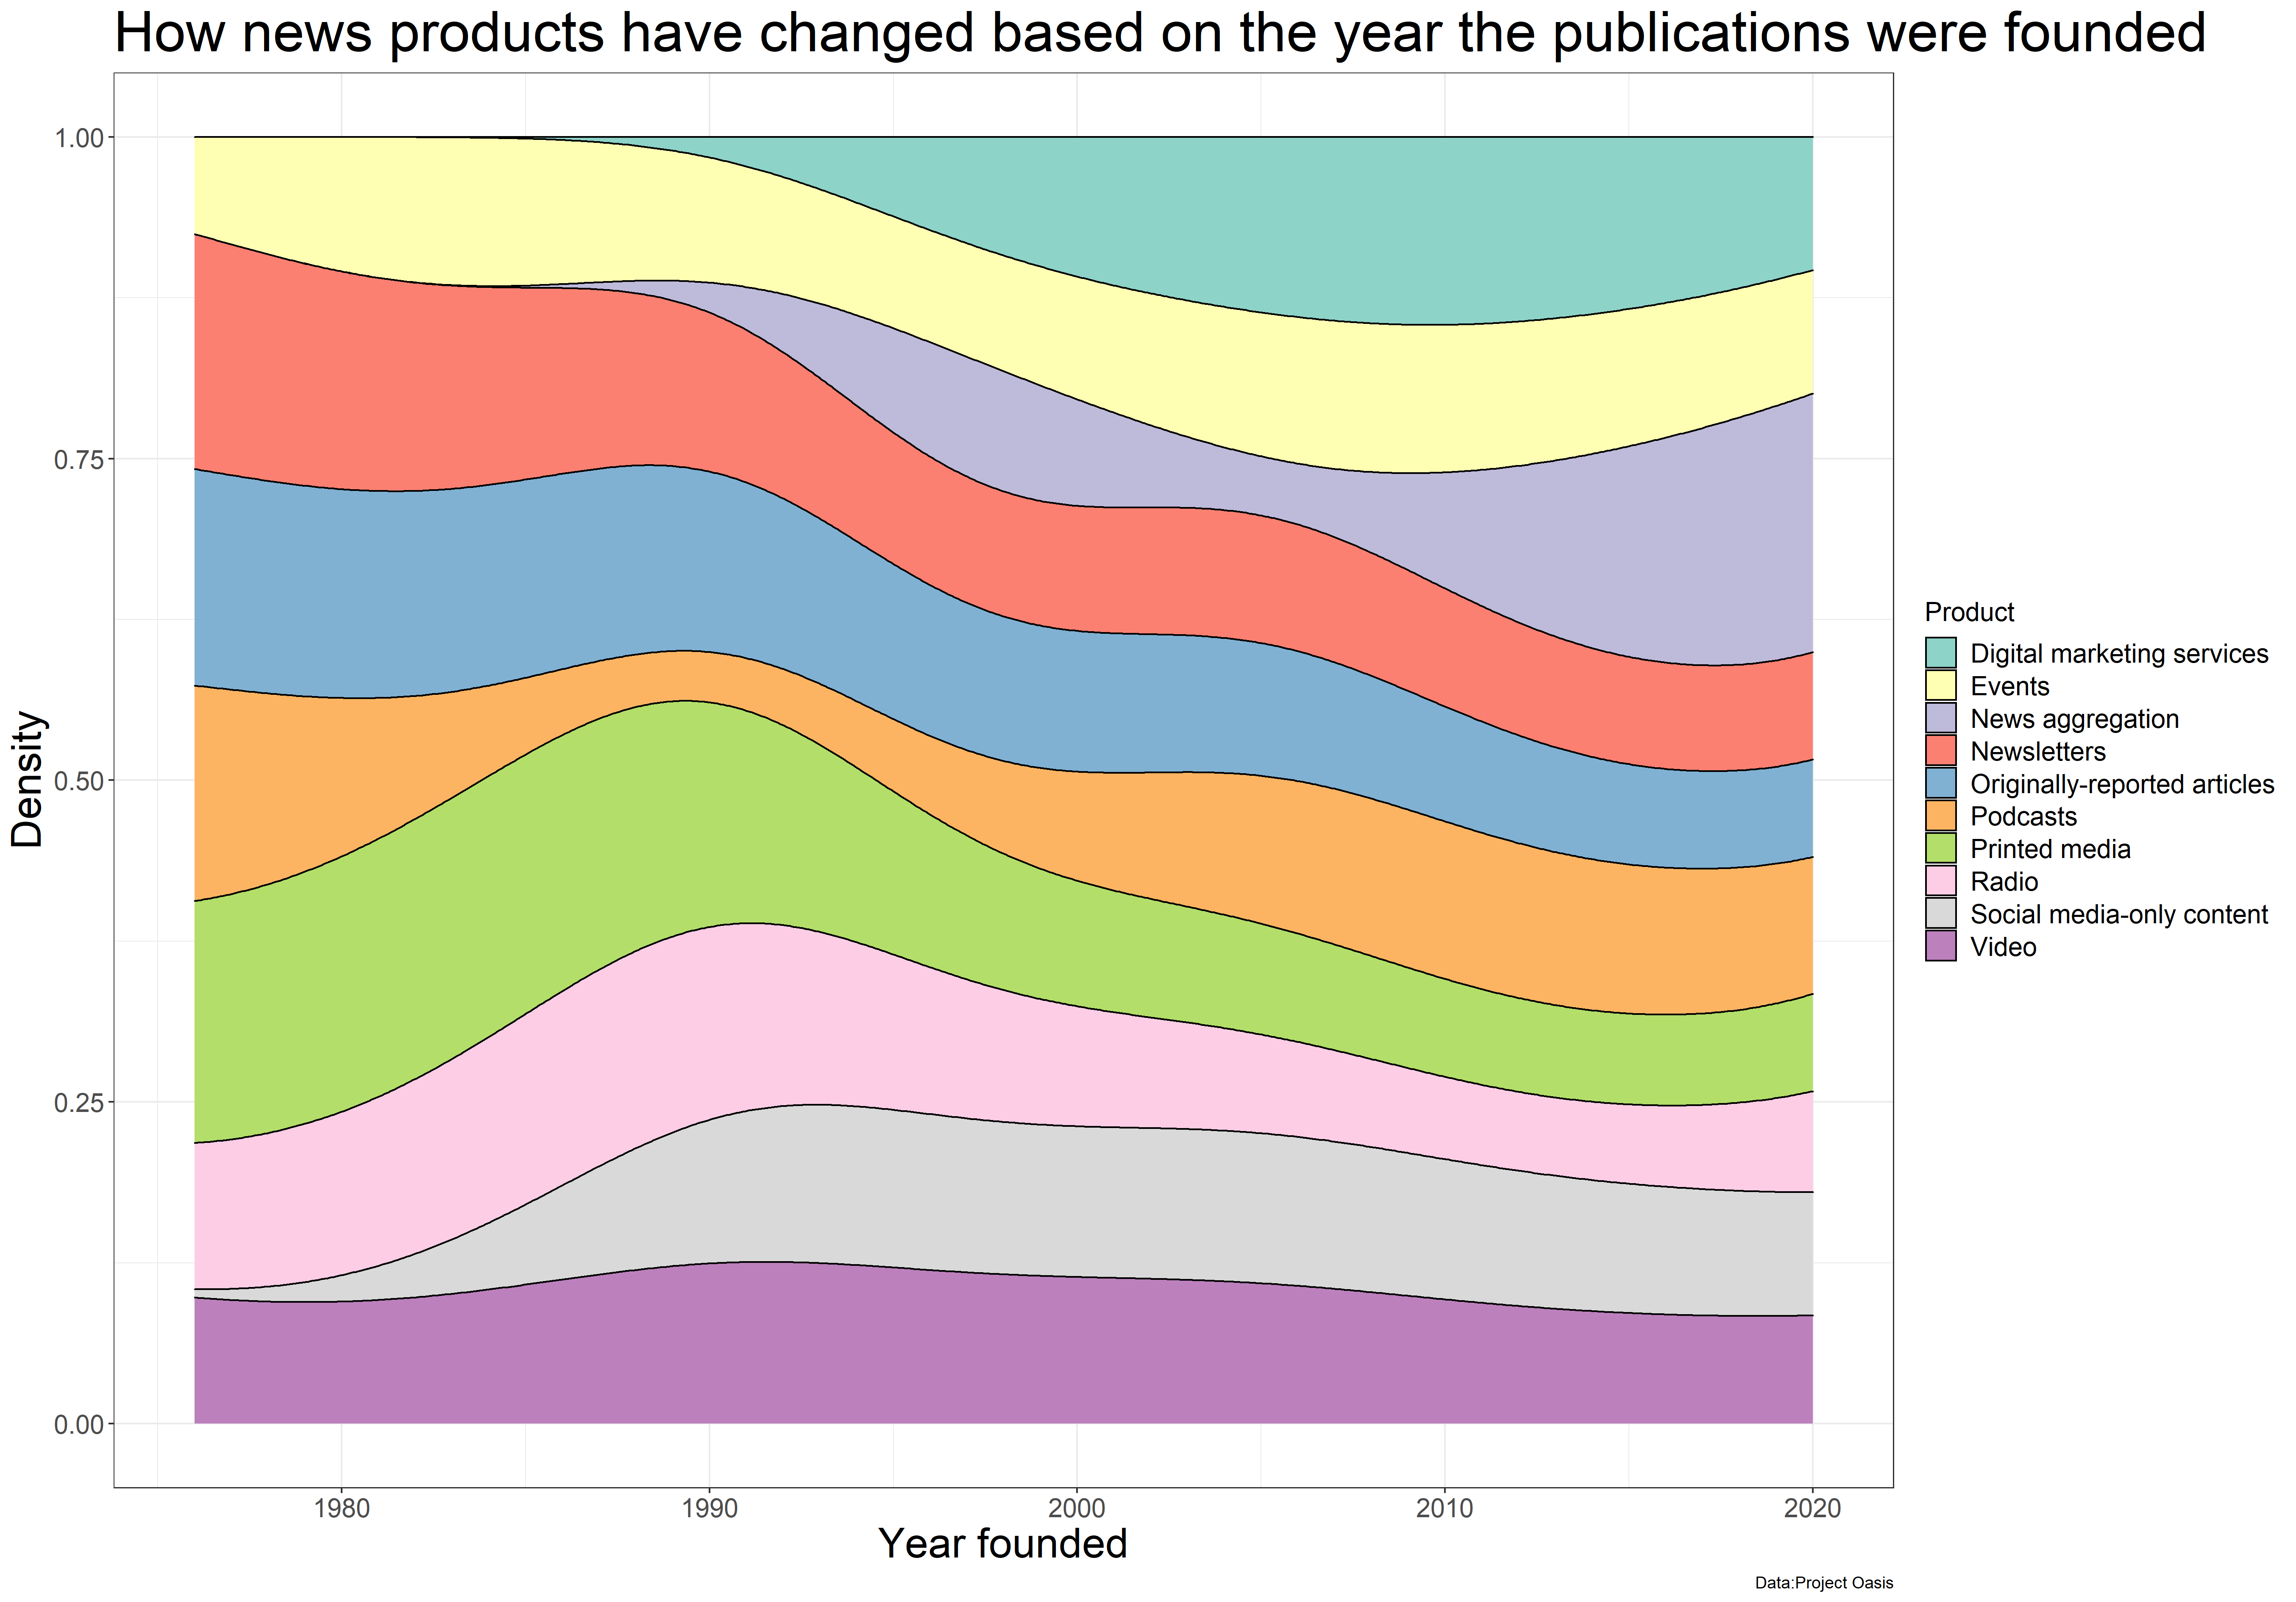 How news products have changed based on the year the publications were founded
1.00
0.75
0.50
0.25
0.00
Density
1980
1990
2000
2010
2020
Year founded
Product
Digital marketing services
Events
News aggregation
Newsletters
Originally-reported articles
Podcasts
Printed media
Radio
Social media-only content
Video
Data:Project Oasis